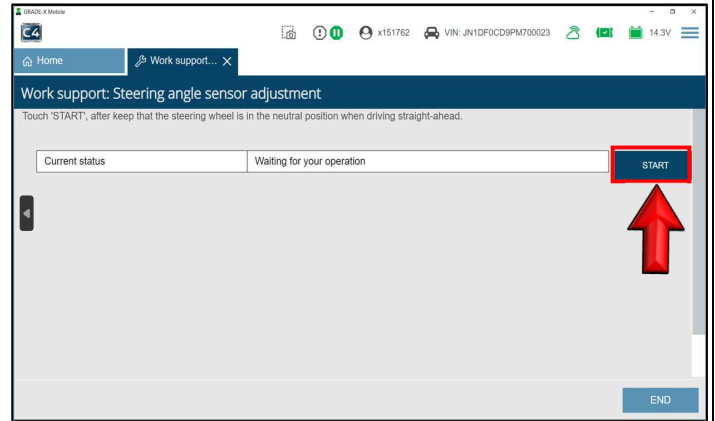 GRADE-X Mobile
C4
x151762
VIN: JN1DF0CD9PM700023
14.3V
Home
Work support...
Work support: Steering angle sensor adjustment
Touch 'START', after keep that the steering wheel is in the neutral position when driving straight-ahead.
Current status
Waiting for your operation
START
END